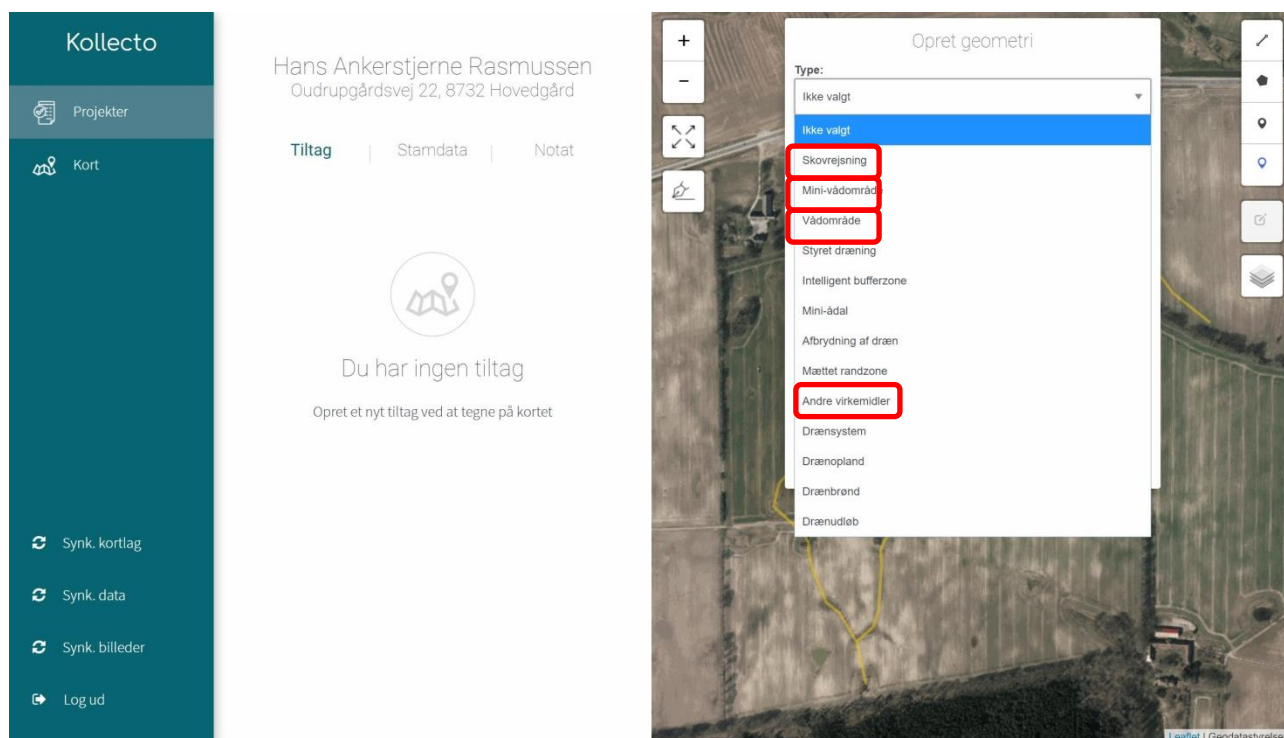 Kollecto
Projekter
Kort
Synk. kortlag
Synk. data
Synk. billeder
Log ud
Hans Ankerstjerne Rasmussen
Oudrupgårdsvej 22, 8732 Hovedgård
Tiltag | Stamdata | Notat
Du har ingen tiltag
Opret et nyt tiltag ved at tegne på kortet
+
−
Opret geometri
Type:
Ikke valgt
Ikke valgt
Skovrejsning
Mini-vådområde
Vådområde
Styret dræning
Intelligent bufferzone
Mini-ådal
Afbrydning af dræn
Mættet randzone
Andre virkemidler
Drænsystem
Drænopland
Drænbrønd
Drænudløb
Leaflet | Geodatastyrelse